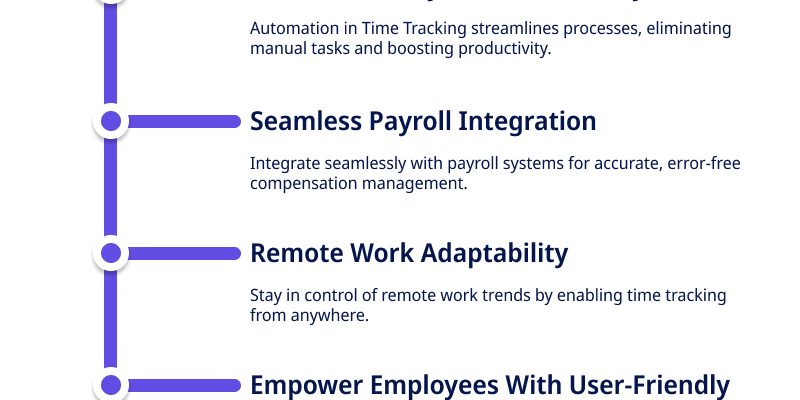 Automation in Time Tracking streamlines processes, eliminating
manual tasks and boosting productivity.
Seamless Payroll Integration
Integrate seamlessly with payroll systems for accurate, error-free
compensation management.
Remote Work Adaptability
Stay in control of remote work trends by enabling time tracking
from anywhere.
Empower Employees With User-Friendly